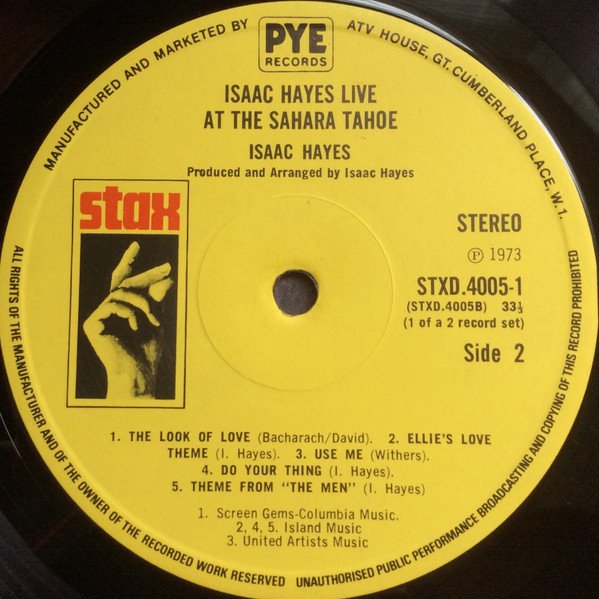 MANUFACTURED AND MARKETED BY PYE RECORDS ATV HOUSE, GT. CUMBERLAND PLACE, W.1.
ISAAC HAYES LIVE
AT THE SAHARA TAHOE
ISAAC HAYES
Produced and Arranged by Isaac Hayes
stax
STEREO
Ⓟ 1973
STXD.4005-1
(STXD.4005B) 33⅓
(1 of a 2 record set)
Side 2
1. THE LOOK OF LOVE (Bacharach/David). 2. ELLIE'S LOVE
THEME (I. Hayes). 3. USE ME (Withers).
4. DO YOUR THING (I. Hayes).
5. THEME FROM "THE MEN" (I. Hayes)
1. Screen Gems-Columbia Music.
2, 4, 5. Island Music
3. United Artists Music
ALL RIGHTS OF THE MANUFACTURER AND OF THE OWNER OF THE RECORDED WORK RESERVED UNAUTHORISED PUBLIC PERFORMANCE BROADCASTING AND COPYING OF THIS RECORD PROHIBITED